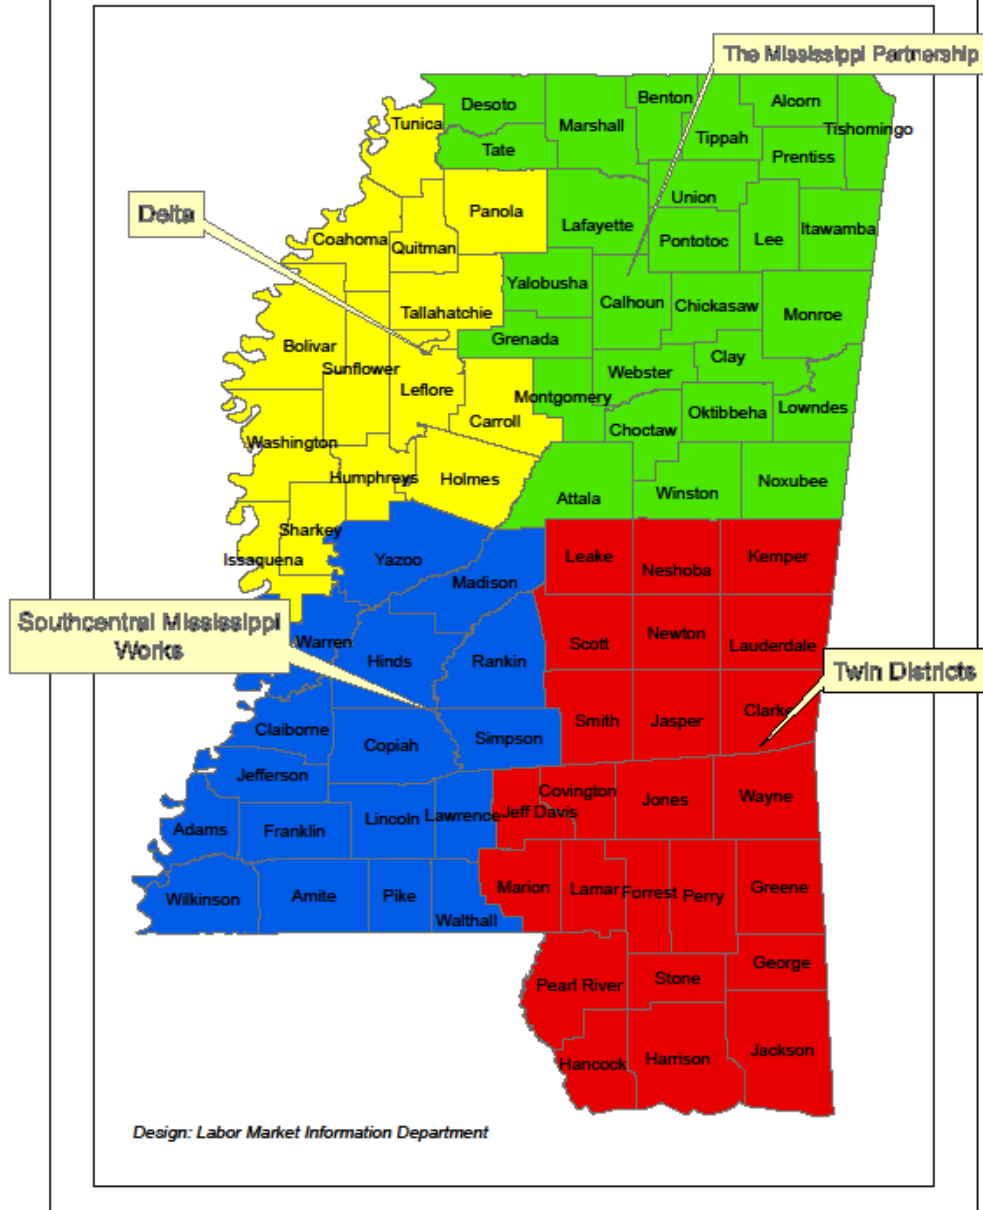 The Mississippi Partnership
Desoto
Benton
Alcorn
Tunica
Marshall
Tishomingo
Tippah
Tate
Prentiss
Union
Delta
Panola
Lafayette
Itawamba
Coahoma
Quitman
Pontotoc
Lee
Yalobusha
Calhoun
Chickasaw
Tallahatchie
Monroe
Grenada
Bolivar
Clay
Sunflower
Webster
Leflore
Montgomery
Carroll
Oktibbeha
Lowndes
Choctaw
Washington
Humphreys
Holmes
Noxubee
Attala
Winston
Sharkey
Issaquena
Yazoo
Leake
Kemper
Neshoba
Madison
Southcentral Mississippi
Works
Warren
Newton
Scott
Lauderdale
Hinds
Rankin
Twin Districts
Clarke
Smith
Jasper
Claiborne
Copiah
Simpson
Jefferson
Covington
Jones
Wayne
Jeff Davis
Lincoln
Lawrence
Adams
Franklin
Marion
Lamar
Forrest
Perry
Greene
Wilkinson
Amite
Pike
Walthall
George
Pearl River
Stone
Jackson
Hancock
Harrison
Design: Labor Market Information Department